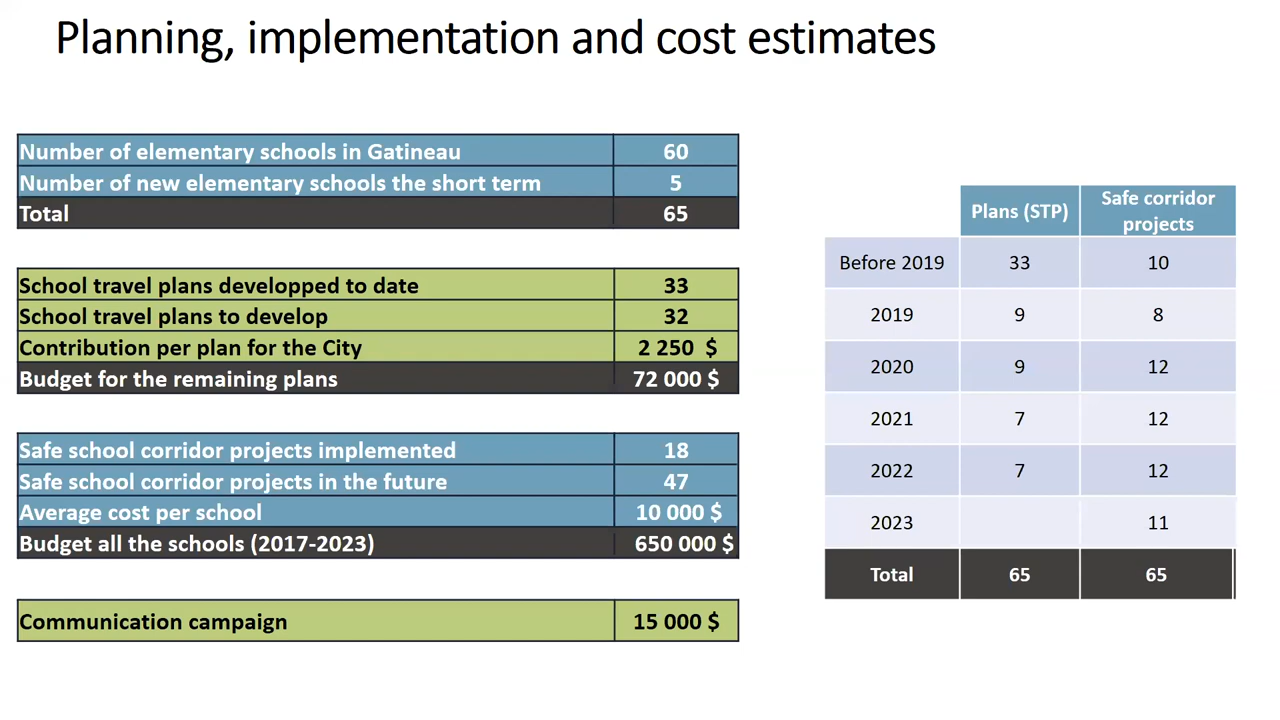 Planning, implementation and cost estimates
Number of elementary schools in Gatineau 60
Number of new elementary schools the short term 5
Total 65
School travel plans developped to date 33
School travel plans to develop 32
Contribution per plan for the City 2 250 $
Budget for the remaining plans 72 000 $
Safe school corridor projects implemented 18
Safe school corridor projects in the future 47
Average cost per school 10 000 $
Budget all the schools (2017-2023) 650 000 $
Communication campaign 15 000 $
Plans (STP) Safe corridor
projects
Before 2019 33 10
2019 9 8
2020 9 12
2021 7 12
2022 7 12
2023 11
Total 65 65